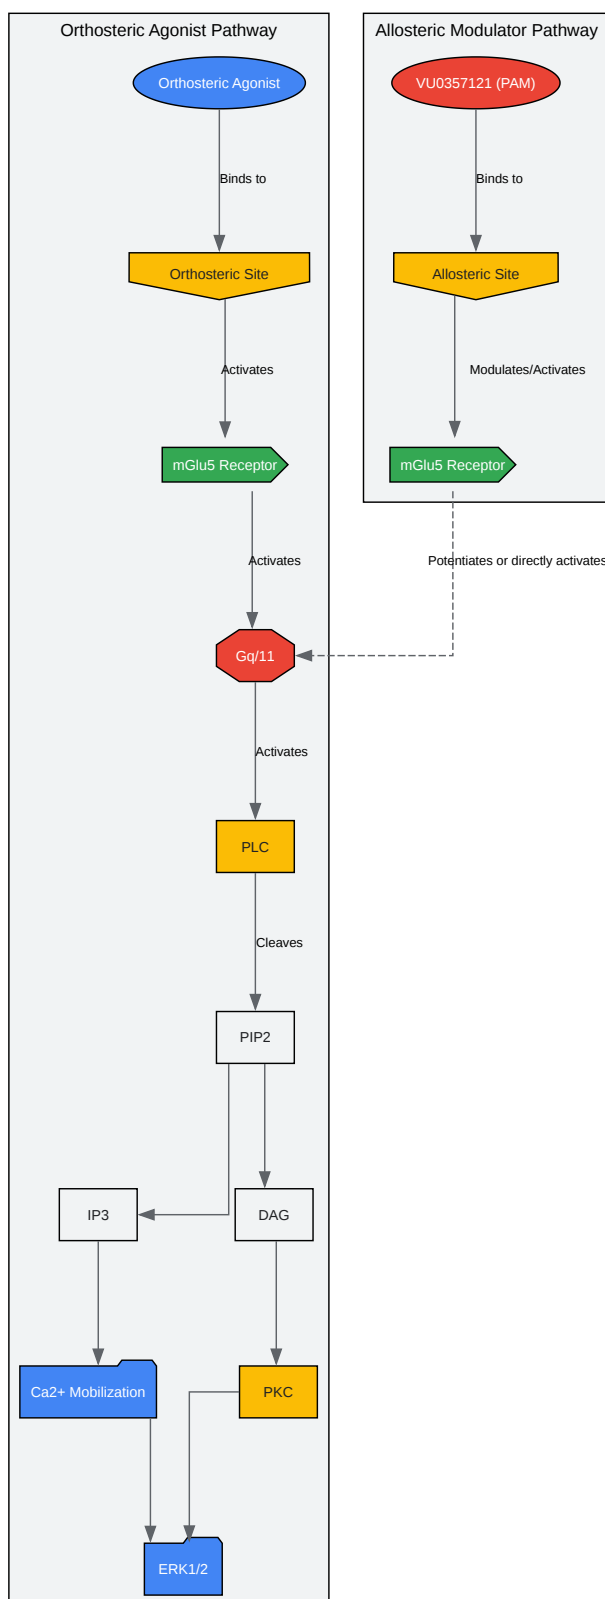 Orthosteric Agonist Pathway
Allosteric Modulator Pathway
Orthosteric Agonist
VU0357121 (PAM)
Binds to
Binds to
Orthosteric Site
Allosteric Site
Activates
Modulates/Activates
mGlu5 Receptor
mGlu5 Receptor
Activates
Potentiates or directly activates
Gq/11
Activates
PLC
Cleaves
PIP2
IP3
DAG
Ca2+ Mobilization
PKC
ERK1/2